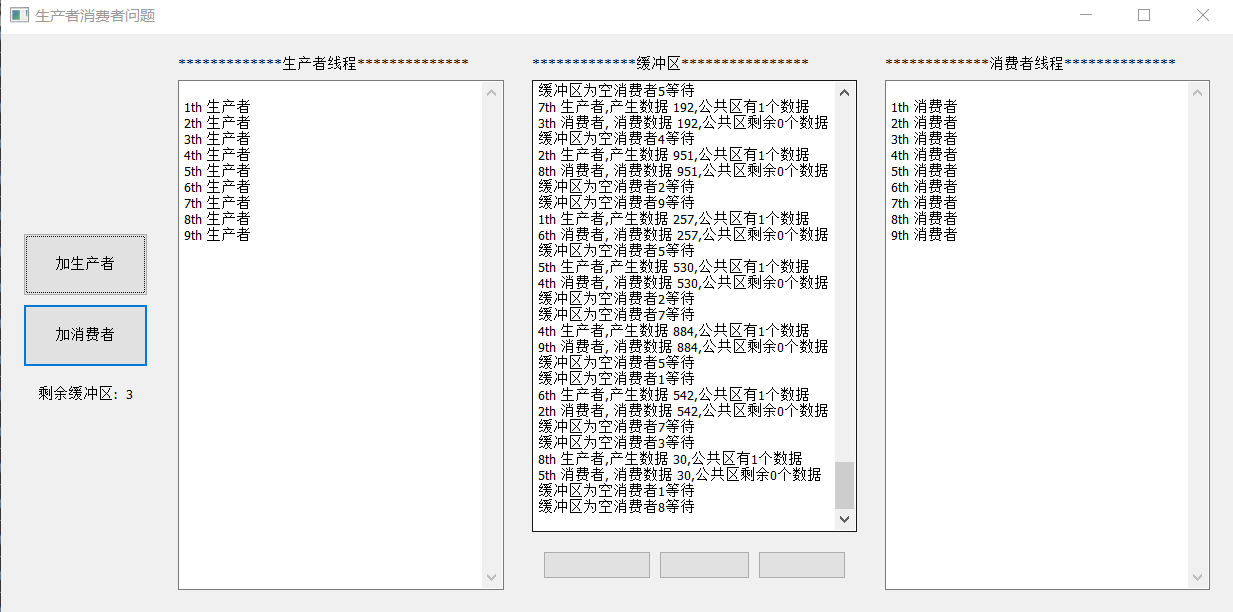 生产者消费者问题
*************生产者线程**************
1th 生产者
2th 生产者
3th 生产者
4th 生产者
5th 生产者
6th 生产者
7th 生产者
8th 生产者
9th 生产者
加生产者
加消费者
剩余缓冲区: 3
*************缓冲区****************
缓冲区为空消费者5等待
7th 生产者,产生数据 192,公共区有1个数据
3th 消费者, 消费数据 192,公共区剩余0个数据
缓冲区为空消费者4等待
2th 生产者,产生数据 951,公共区有1个数据
8th 消费者, 消费数据 951,公共区剩余0个数据
缓冲区为空消费者2等待
缓冲区为空消费者9等待
1th 生产者,产生数据 257,公共区有1个数据
6th 消费者, 消费数据 257,公共区剩余0个数据
缓冲区为空消费者5等待
5th 生产者,产生数据 530,公共区有1个数据
4th 消费者, 消费数据 530,公共区剩余0个数据
缓冲区为空消费者2等待
缓冲区为空消费者7等待
4th 生产者,产生数据 884,公共区有1个数据
9th 消费者, 消费数据 884,公共区剩余0个数据
缓冲区为空消费者5等待
缓冲区为空消费者1等待
6th 生产者,产生数据 542,公共区有1个数据
2th 消费者, 消费数据 542,公共区剩余0个数据
缓冲区为空消费者7等待
缓冲区为空消费者3等待
8th 生产者,产生数据 30,公共区有1个数据
5th 消费者, 消费数据 30,公共区剩余0个数据
缓冲区为空消费者1等待
缓冲区为空消费者8等待
*************消费者线程**************
1th 消费者
2th 消费者
3th 消费者
4th 消费者
5th 消费者
6th 消费者
7th 消费者
8th 消费者
9th 消费者